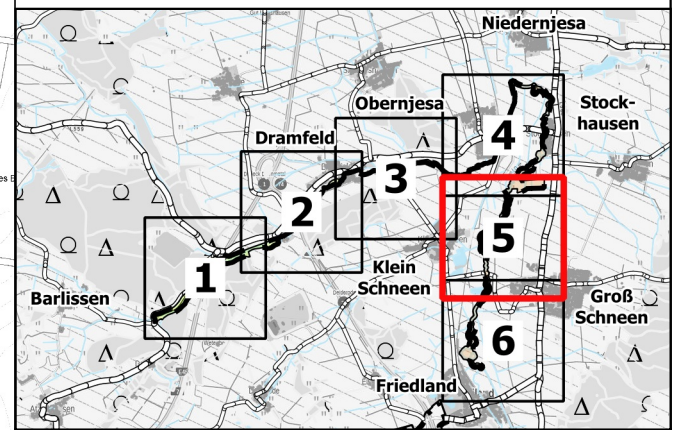 Niedernjesa
Stock-
hausen
Obernjesa
4
Dramfeld
3
2
5
Klein
Schneen
1
Barlissen
Groß
Schneen
6
Friedland